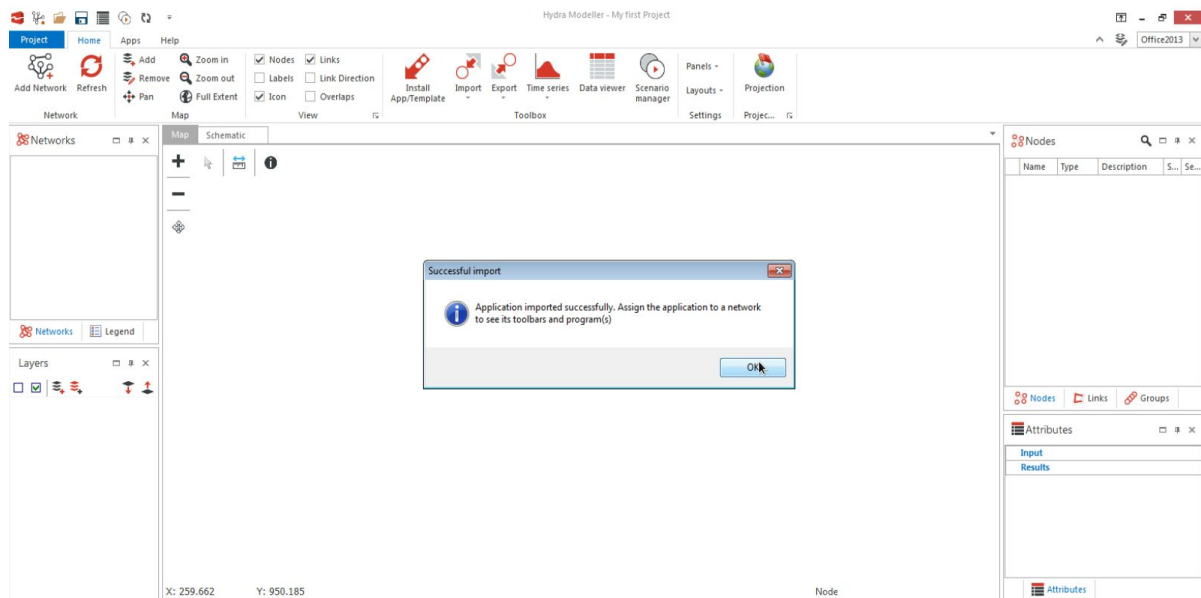 Hydra Modeller - My first Project
Project Home Apps Help
Office2013
Add Network Refresh
Network
Add
Remove
Pan
Zoom in
Zoom out
Full Extent
Map
Nodes Links
Labels Link Direction
Icon Overlaps
View
Install
App/Template
Import Export Time series Data viewer Scenario
manager
Toolbox
Panels
Layouts
Settings
Projection
Projec...
Networks
Map Schematic
Nodes
Name Type Description S... Se...
Successful import
Application imported successfully. Assign the application to a network
to see its toolbars and program(s)
OK
Networks Legend
Layers
Nodes Links Groups
Attributes
Input
Results
X: 259.662 Y: 950.185 Node
Attributes